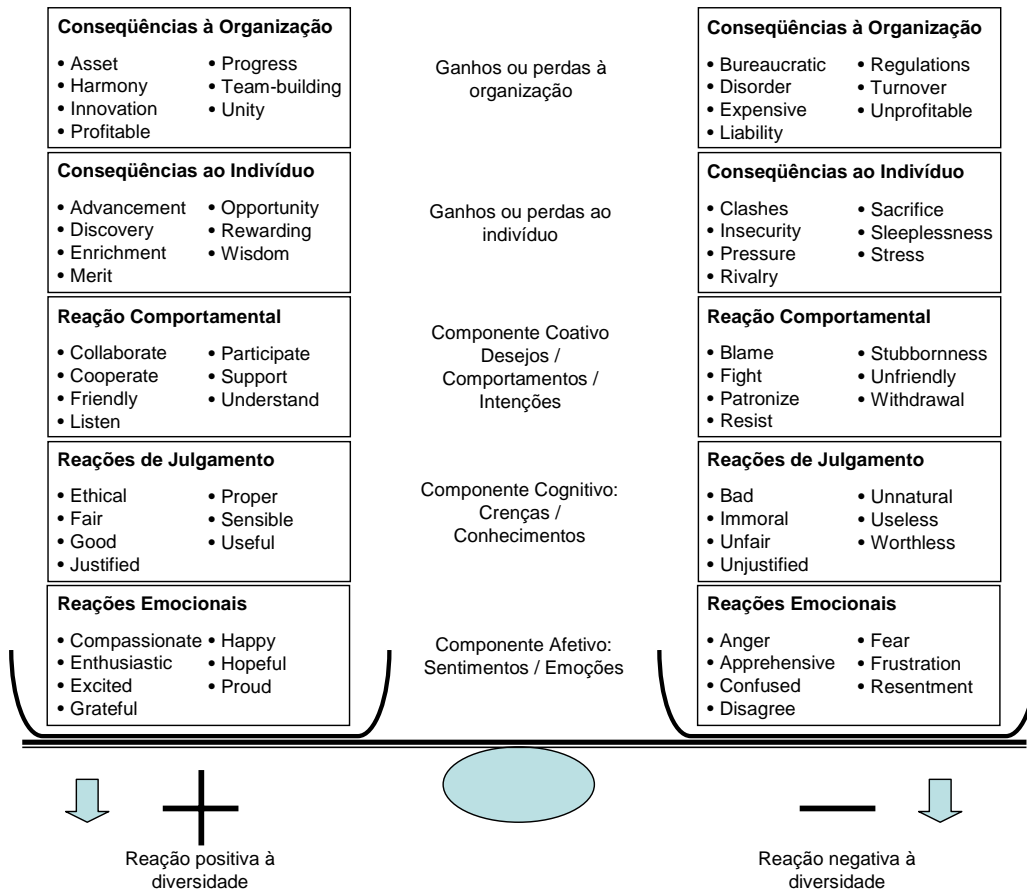 Conseqüências à Organização
• Asset
• Harmony
• Innovation
• Profitable
• Progress
• Team-building
• Unity
Ganhos ou perdas à
organização
Conseqüências à Organização
• Bureaucratic
• Disorder
• Expensive
• Liability
• Regulations
• Turnover
• Unprofitable
Conseqüências ao Indivíduo
• Advancement
• Discovery
• Enrichment
• Merit
• Opportunity
• Rewarding
• Wisdom
Ganhos ou perdas ao
indivíduo
Conseqüências ao Indivíduo
• Clashes
• Insecurity
• Pressure
• Rivalry
• Sacrifice
• Sleeplessness
• Stress
Reação Comportamental
• Collaborate
• Cooperate
• Friendly
• Listen
• Participate
• Support
• Understand
Componente Coativo
Desejos /
Comportamentos /
Intenções
Reação Comportamental
• Blame
• Fight
• Patronize
• Resist
• Stubbornness
• Unfriendly
• Withdrawal
Reações de Julgamento
• Ethical
• Fair
• Good
• Justified
• Proper
• Sensible
• Useful
Componente Cognitivo:
Crenças /
Conhecimentos
Reações de Julgamento
• Bad
• Immoral
• Unfair
• Unjustified
• Unnatural
• Useless
• Worthless
Reações Emocionais
• Compassionate
• Enthusiastic
• Excited
• Grateful
• Happy
• Hopeful
• Proud
Componente Afetivo:
Sentimentos / Emoções
Reações Emocionais
• Anger
• Apprehensive
• Confused
• Disagree
• Fear
• Frustration
• Resentment
Reação positiva à
diversidade
Reação negativa à
diversidade